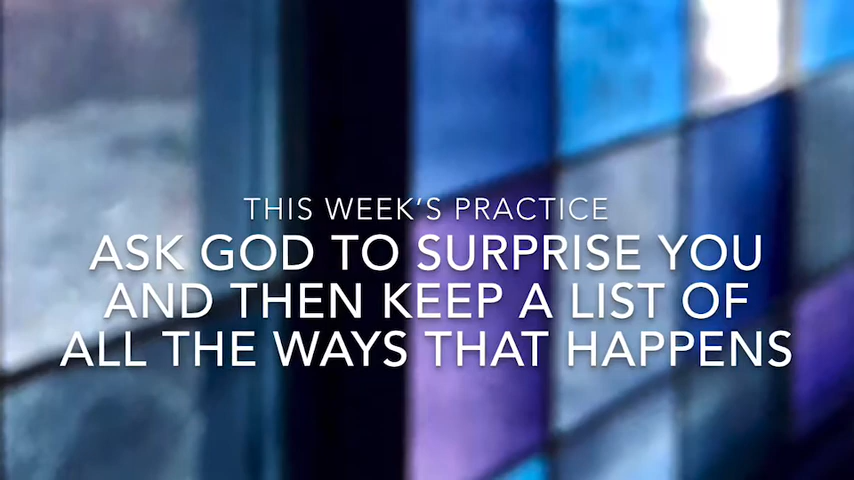 THIS WEEK'S PRACTICE
ASK GOD TO SURPRISE YOU
AND THEN KEEP A LIST OF
ALL THE WAYS THAT HAPPENS